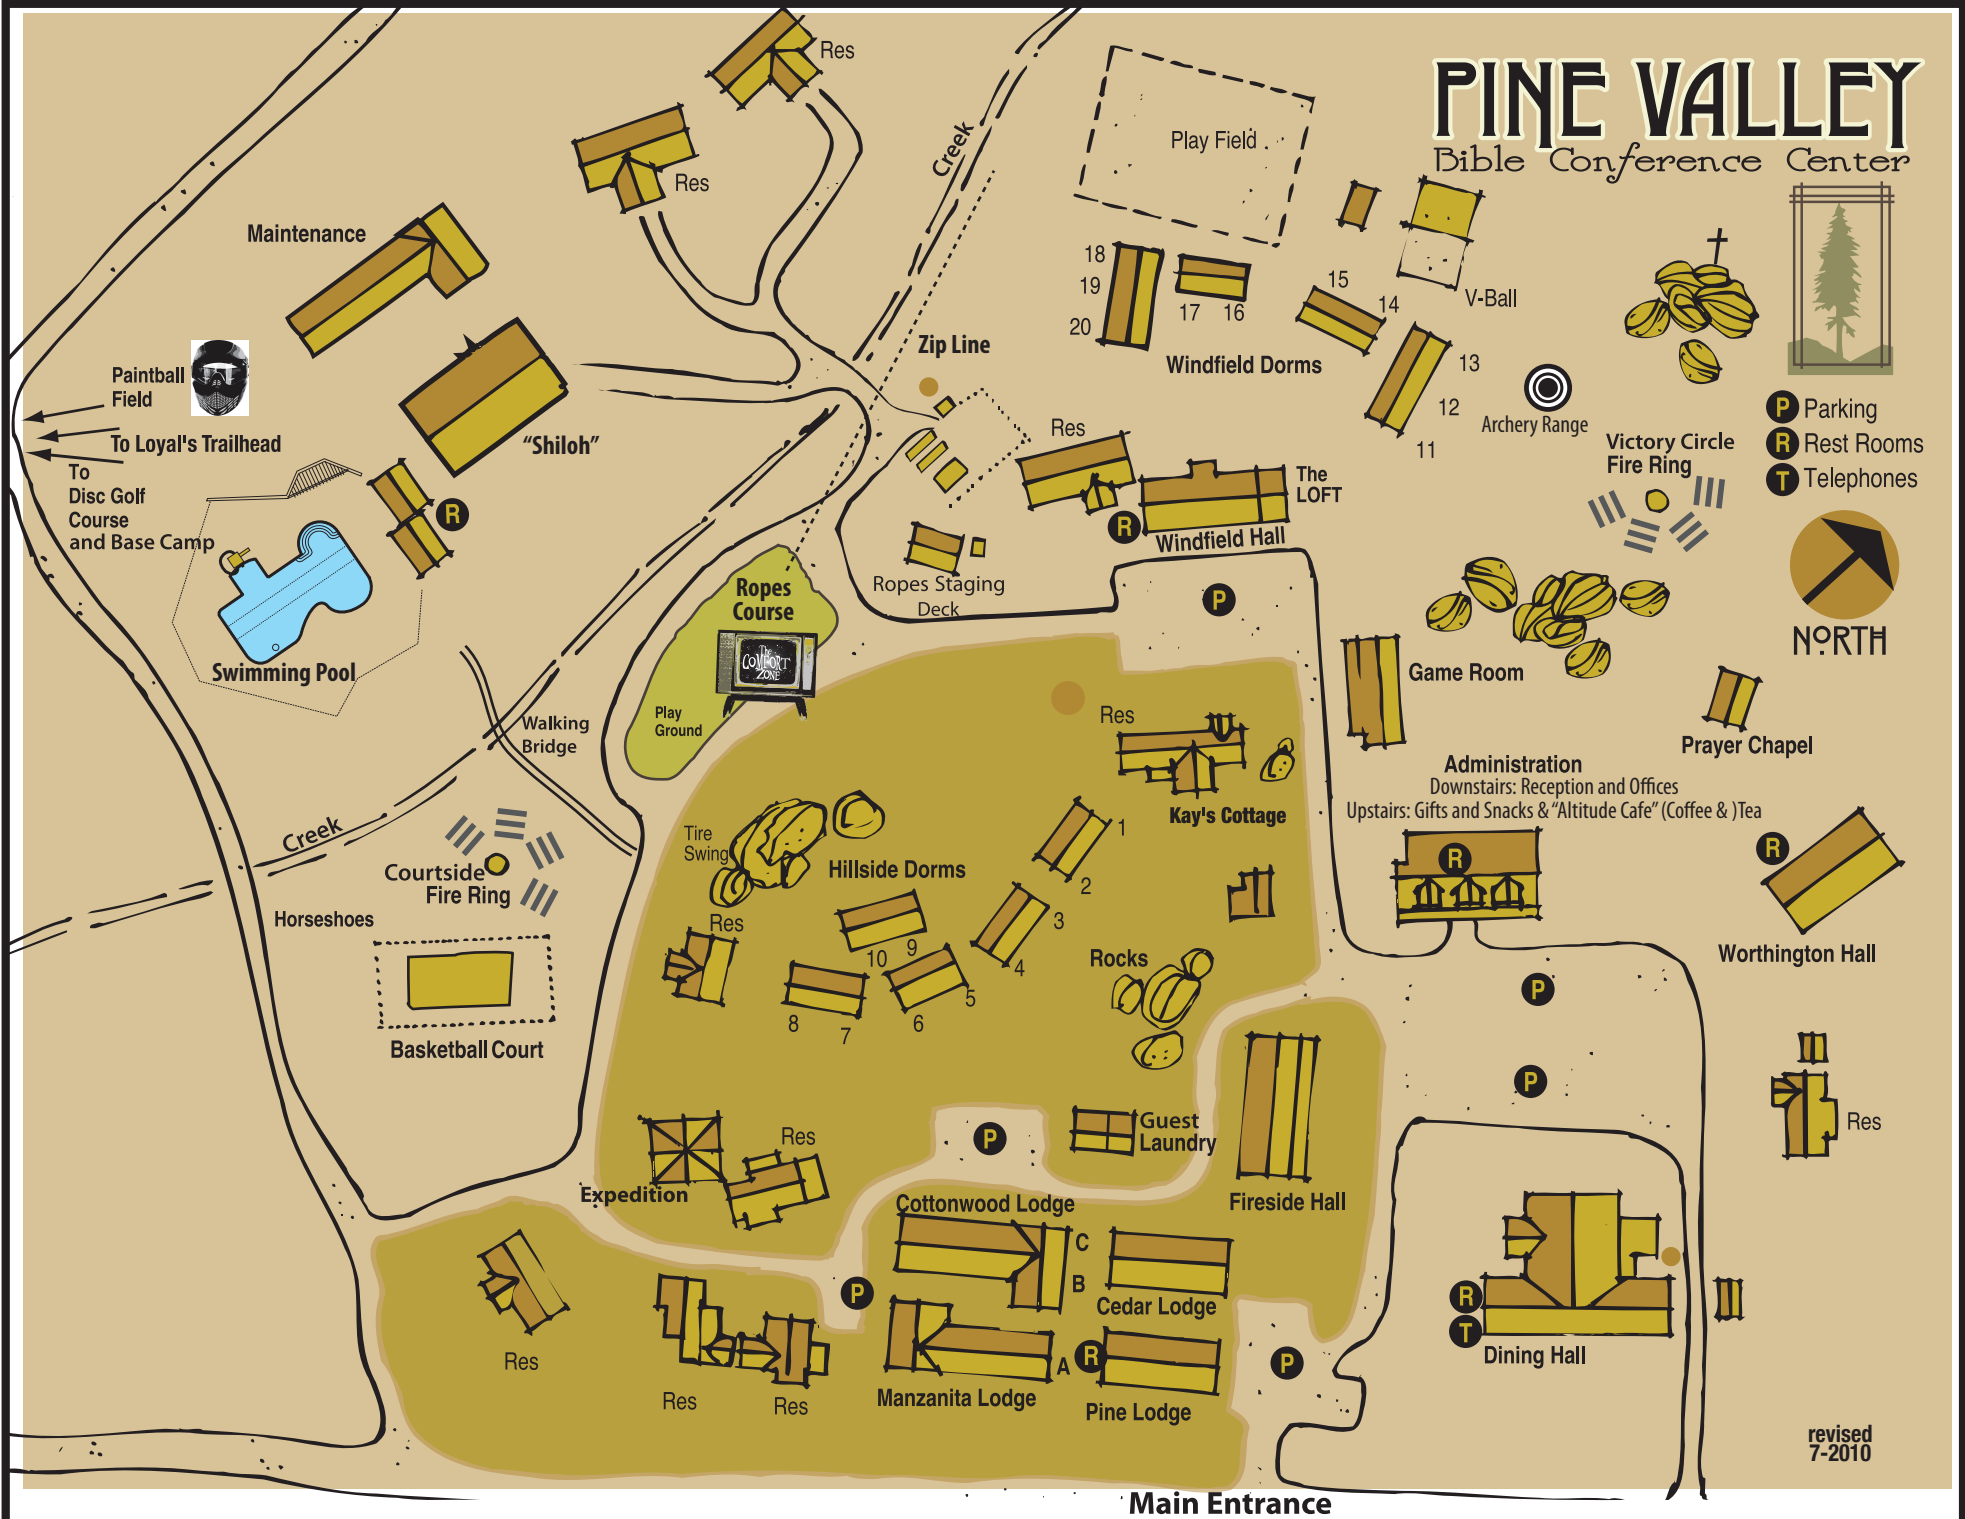 PINE VALLEY
Bible Conference Center
Res
Res
Creek
Play Field
Maintenance
18
19
20
17
16
15
14
V-Ball
Zip Line
Windfield Dorms
13
12
11
Archery Range
Paintball
Field
To Loyal's Trailhead
To
Disc Golf
Course
and Base Camp
"Shiloh"
R
Swimming Pool
P Parking
R Rest Rooms
T Telephones
Victory Circle
Fire Ring
NORTH
Res
The
LOFT
R
Windfield Hall
Ropes Staging
Deck
P
Ropes
Course
The
COMFORT
ZONE
Play
Ground
Walking
Bridge
Game Room
Prayer Chapel
Res
Kay's Cottage
Administration
Downstairs: Reception and Offices
Upstairs: Gifts and Snacks & "Altitude Cafe" (Coffee & )Tea
R
R
Worthington Hall
Creek
Courtside
Fire Ring
Horseshoes
Basketball Court
Tire
Swing
Res
Hillside Dorms
1
2
3
4
9
10
5
6
8
7
Rocks
P
P
Res
P
Guest
Laundry
Fireside Hall
Expedition
Res
Cottonwood Lodge
C
B
Cedar Lodge
P
Manzanita Lodge
A
R
Pine Lodge
P
R
T
Dining Hall
Res
Res
Res
revised
7-2010
Main Entrance